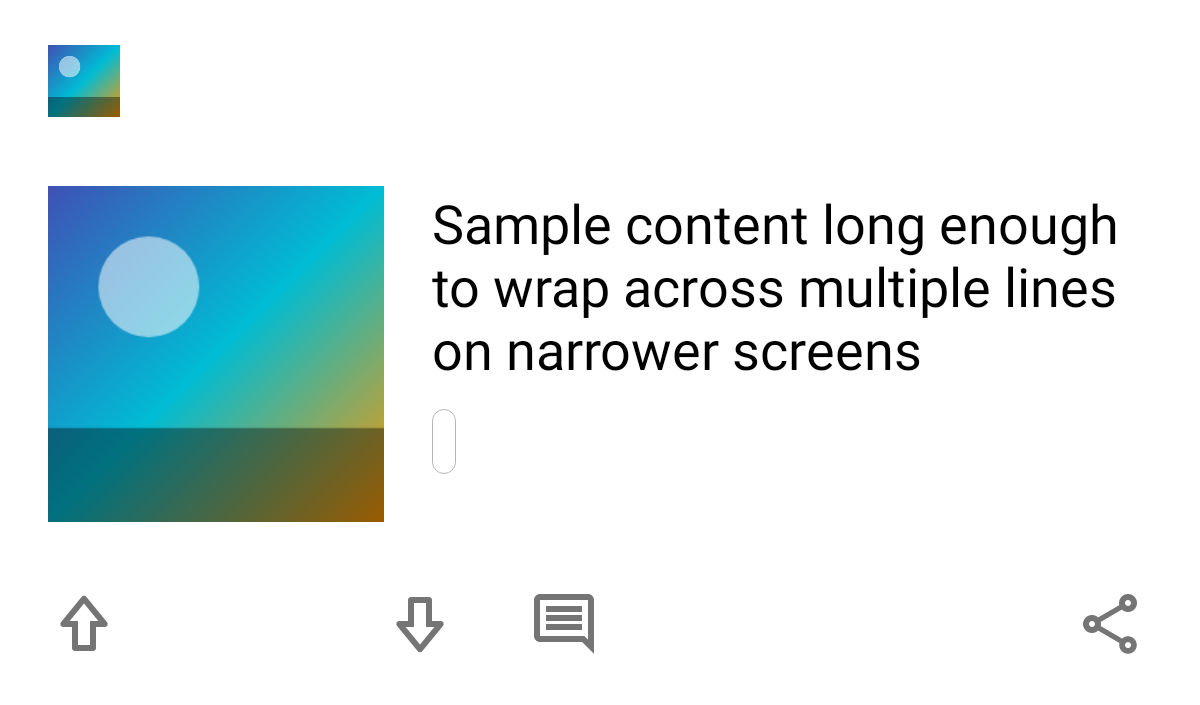 Sample content long enough
to wrap across multiple lines
on narrower screens